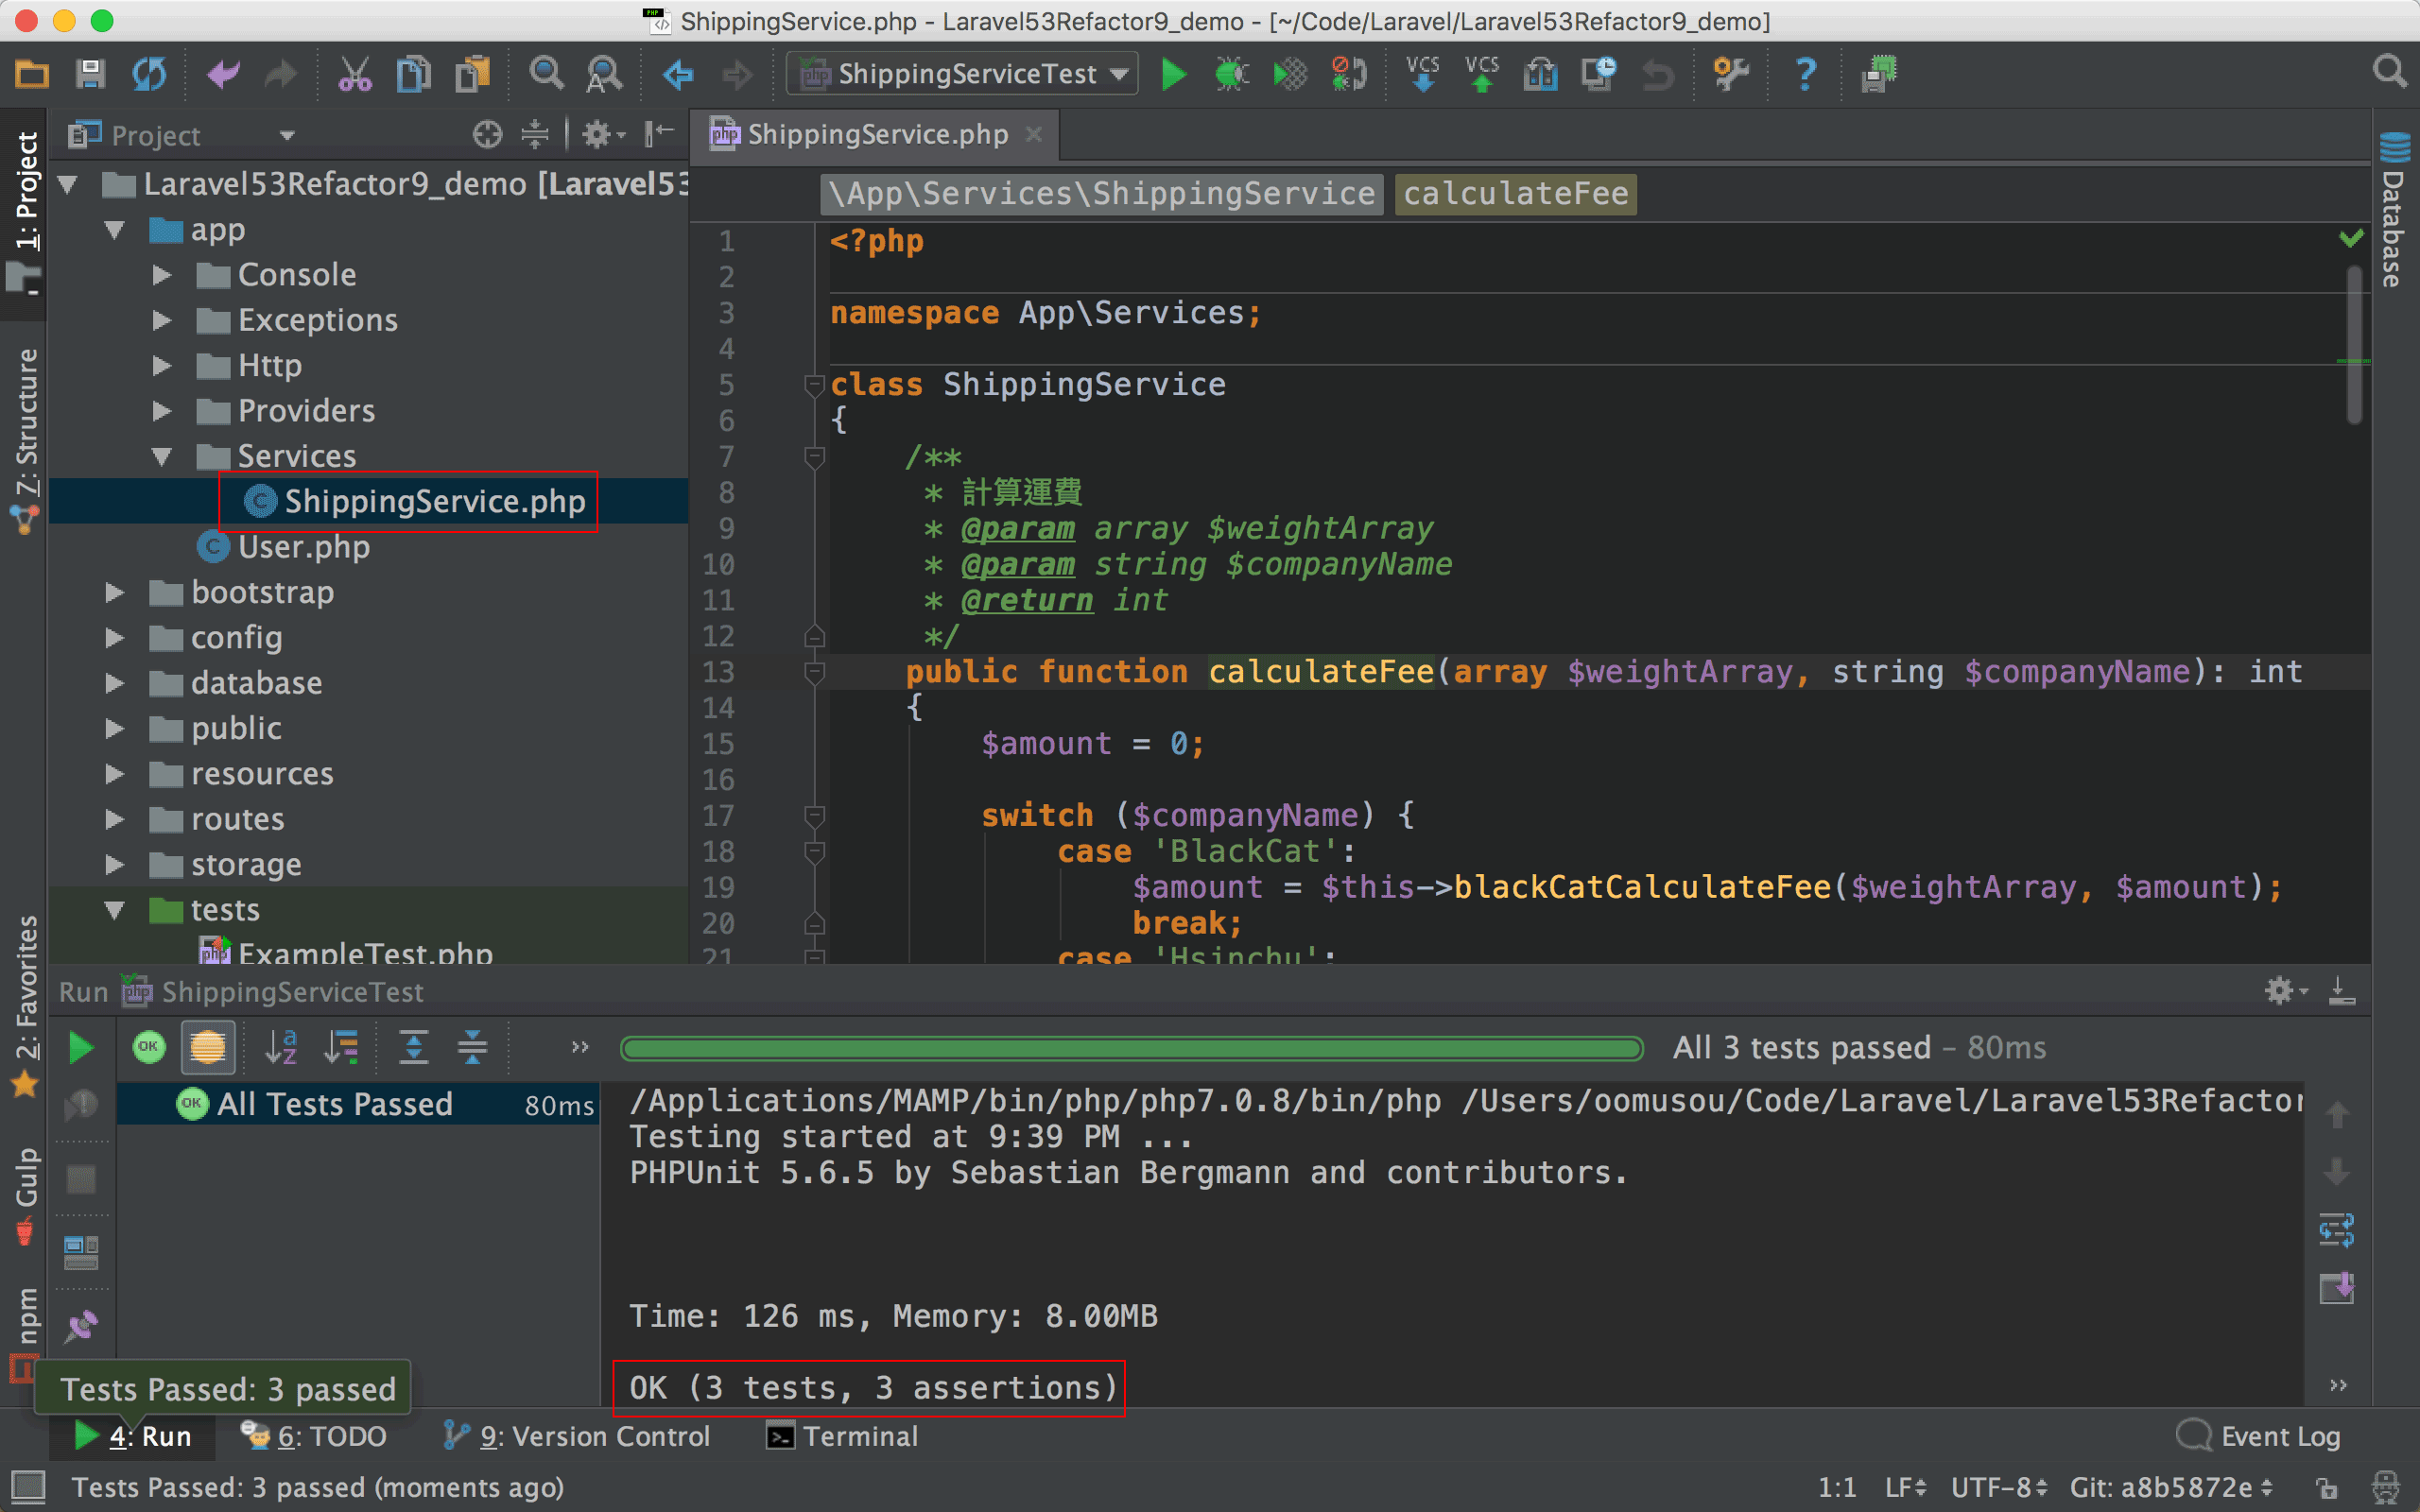 ShippingService.php - Laravel53Refactor9_demo - [~/Code/Laravel/Laravel53Refactor9_demo]
ShippingServiceTest
VCS
VCS
1: Project
7: Structure
2: Favorites
Gulp
npm
Project
Laravel53Refactor9_demo [Laravel53
app
Console
Exceptions
Http
Providers
Services
ShippingService.php
User.php
bootstrap
config
database
public
resources
routes
storage
tests
ExampleTest.php
ShippingService.php
\App\Services\ShippingService calculateFee
1 <?php
2
3 namespace App\Services;
4
5 class ShippingService
6 {
7 /**
8 * 計算運費
9 * @param array $weightArray
10 * @param string $companyName
11 * @return int
12 */
13 public function calculateFee(array $weightArray, string $companyName): int
14 {
15 $amount = 0;
16
17 switch ($companyName) {
18 case 'BlackCat':
19 $amount = $this->blackCatCalculateFee($weightArray, $amount);
20 break;
21 case 'Hsinchu':
Database
Run ShippingServiceTest
OK
All 3 tests passed – 80ms
OK All Tests Passed 80ms
/Applications/MAMP/bin/php/php7.0.8/bin/php /Users/oomusou/Code/Laravel/Laravel53Refactor
Testing started at 9:39 PM ...
PHPUnit 5.6.5 by Sebastian Bergmann and contributors.
Time: 126 ms, Memory: 8.00MB
OK (3 tests, 3 assertions)
Tests Passed: 3 passed
4: Run
6: TODO
9: Version Control
Terminal
Event Log
Tests Passed: 3 passed (moments ago)
1:1 LF UTF-8 Git: a8b5872e